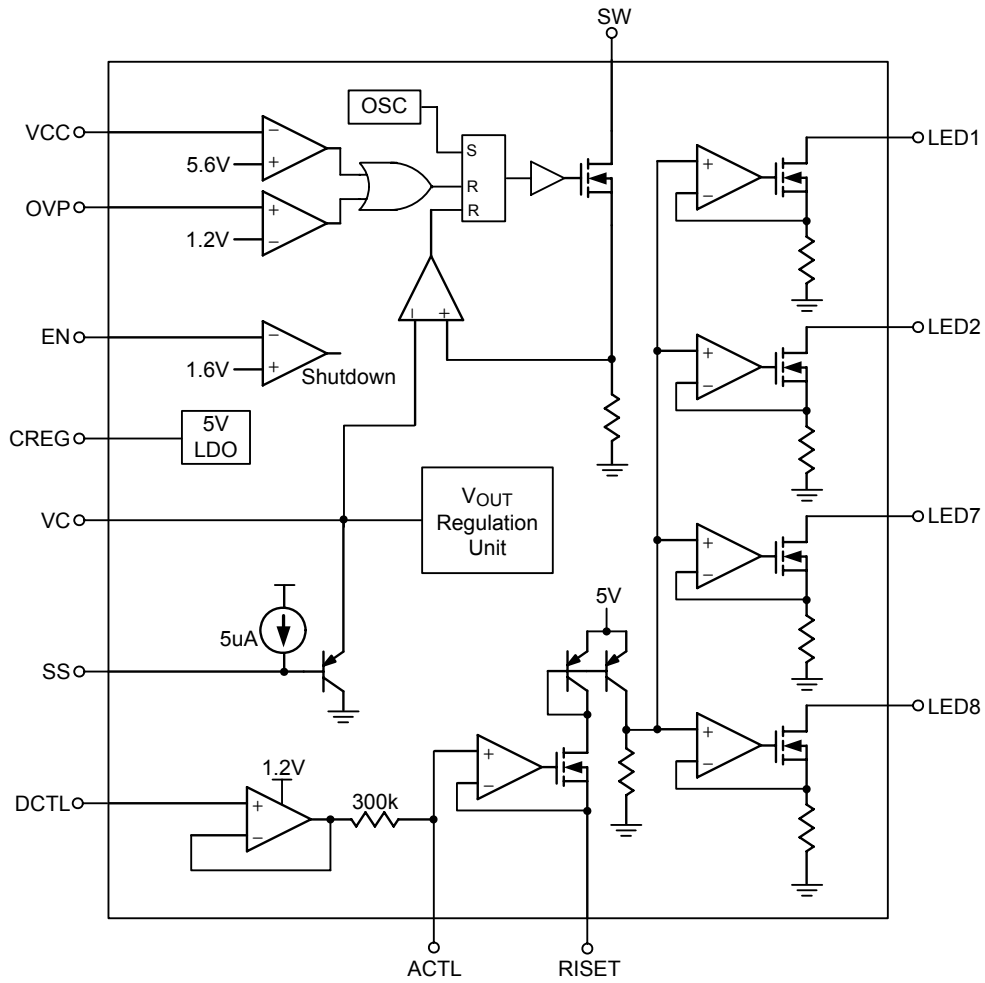 SW
OSC
VCC
−
5.6V
+
S
R
R
OVP
+
1.2V
−
+
−
LED1
−
+
EN
−
1.6V
+
Shutdown
+
−
LED2
CREG
5V
LDO
VC
VOUT
Regulation
Unit
+
−
LED7
5uA
5V
SS
+
−
LED8
1.2V
DCTL
+
−
300k
+
−
ACTL
RISET